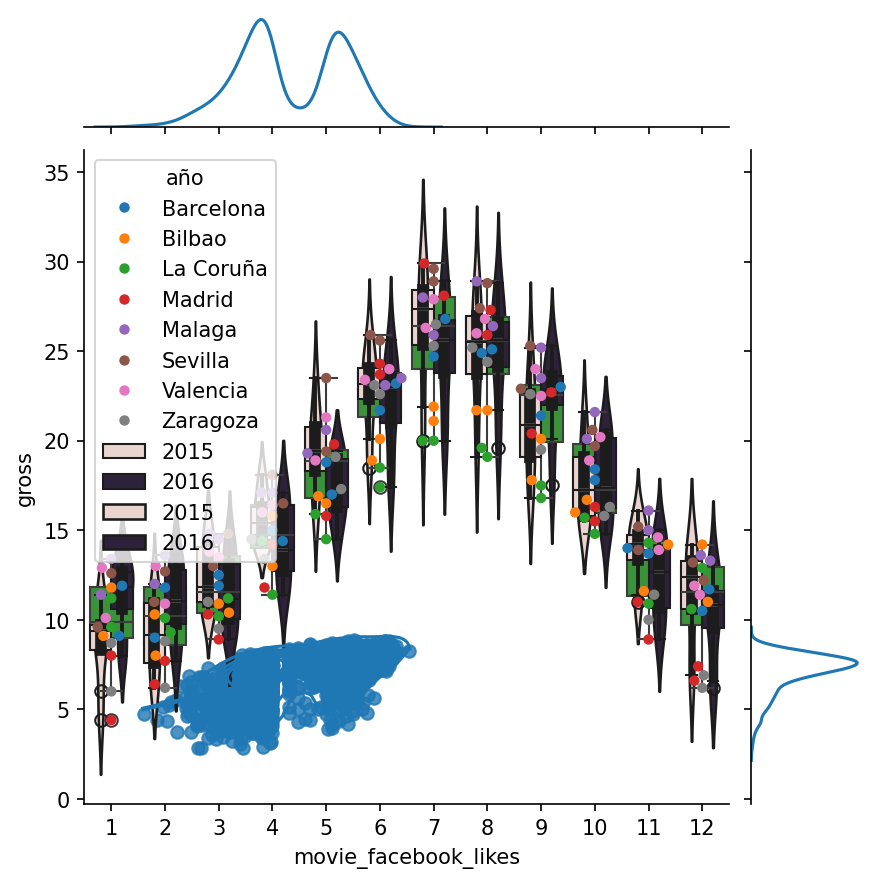 35
30
25
20
15
10
5
0
gross
año
Barcelona
Bilbao
La Coruña
Madrid
Malaga
Sevilla
Valencia
Zaragoza
2015
2016
2015
2016
1 2 3 4 5 6 7 8 9 10 11 12
movie_facebook_likes